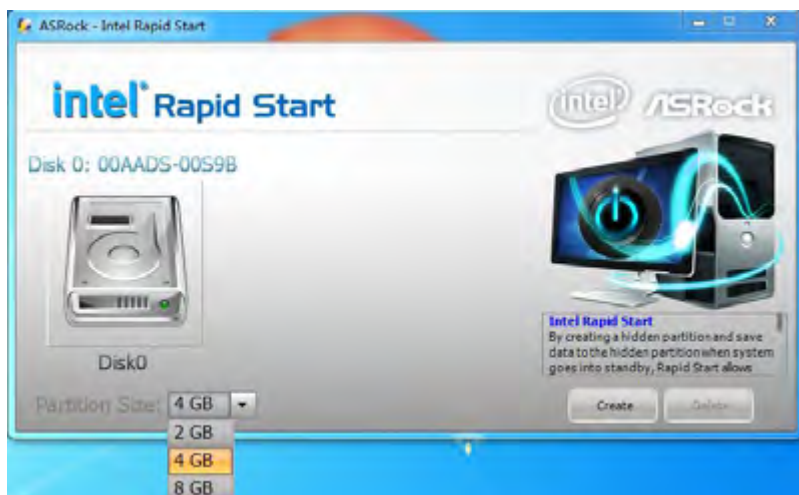 ASRock - Intel Rapid Start
intel® Rapid Start
intel ASRock
Disk 0: 00AADS-00S9B
Disk0
Intel Rapid Start
By creating a hidden partition and save
data to the hidden partition when system
goes into standby, Rapid Start allows
Partition Size: 4 GB
Create Delete
2 GB
4 GB
8 GB